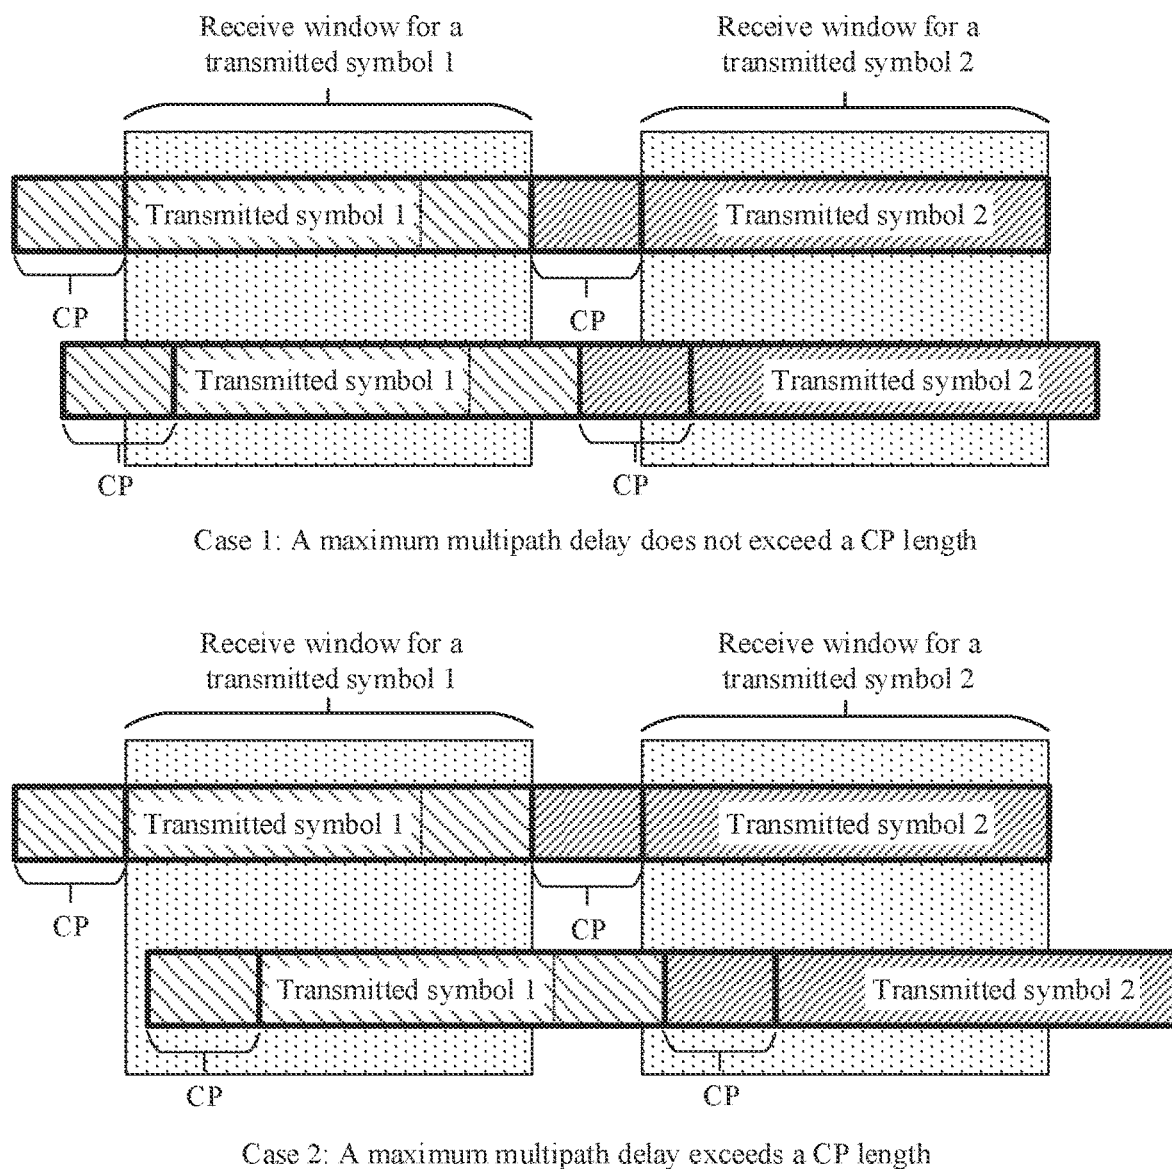 Receive window for a
transmitted symbol 1
Receive window for a
transmitted symbol 2
Transmitted symbol 1
Transmitted symbol 2
CP
CP
Transmitted symbol 1
Transmitted symbol 2
CP
CP
Case 1: A maximum multipath delay does not exceed a CP length
Receive window for a
transmitted symbol 1
Receive window for a
transmitted symbol 2
Transmitted symbol 1
Transmitted symbol 2
CP
CP
Transmitted symbol 1
Transmitted symbol 2
CP
CP
Case 2: A maximum multipath delay exceeds a CP length